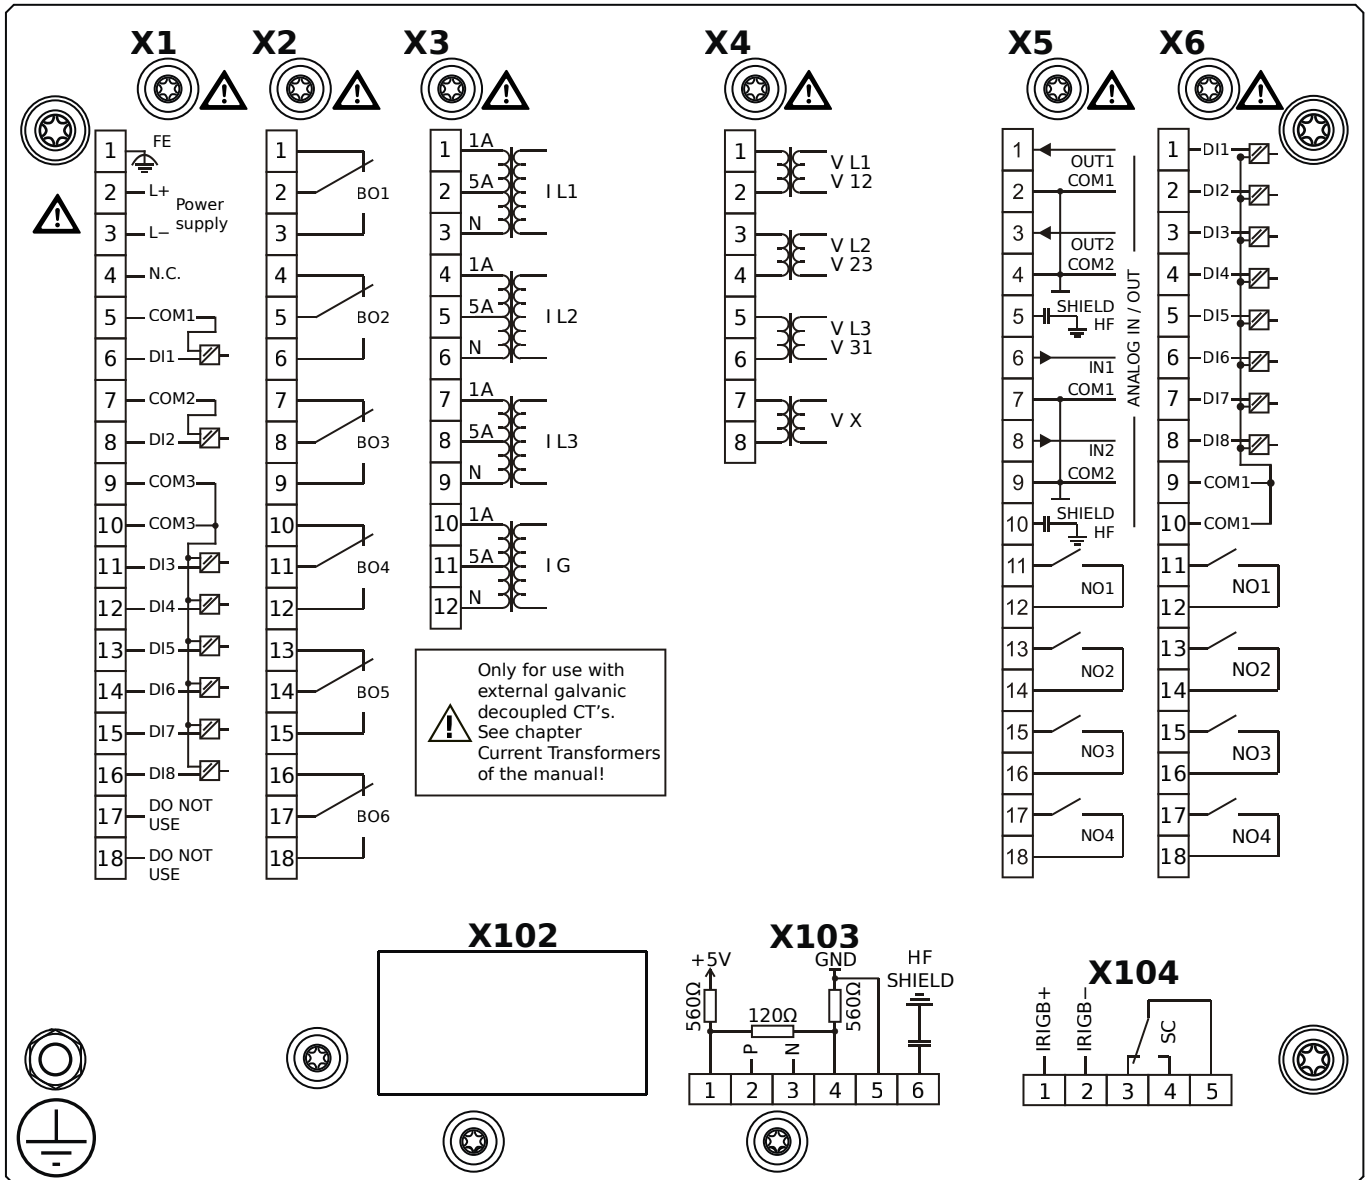 X1
1 FE
2 L+
Power
supply
3 L−
4 N.C.
5 COM1
6 DI1
7 COM2
8 DI2
9 COM3
10 COM3
11 DI3
12 DI4
13 DI5
14 DI6
15 DI7
16 DI8
17 DO NOT
USE
18 DO NOT
USE
X2
1
2 BO1
3
4
5 BO2
6
7
8 BO3
9
10
11 BO4
12
13
14 BO5
15
16
17 BO6
18
X3
1 1A
2 5A I L1
3 N
4 1A
5 5A I L2
6 N
7 1A
8 5A I L3
9 N
10 1A
11 5A I G
12 N
Only for use with
external galvanic
decoupled CT's.
See chapter
Current Transformers
of the manual!
X4
1 V L1
2 V 12
3 V L2
4 V 23
5 V L3
6 V 31
7 V X
8
X5
1 OUT1
2 COM1
3 OUT2
4 COM2
5 SHIELD
HF
6 IN1
7 COM1
8 IN2
9 COM2
10 SHIELD
HF
ANALOG IN / OUT
11 NO1
12
13 NO2
14
15 NO3
16
17 NO4
18
X6
1 DI1
2 DI2
3 DI3
4 DI4
5 DI5
6 DI6
7 DI7
8 DI8
9 COM1
10 COM1
11 NO1
12
13 NO2
14
15 NO3
16
17 NO4
18
X102
X103
+5V GND HF
SHIELD
560Ω 120Ω 560Ω
P N
1 2 3 4 5 6
X104
IRIGB+ IRIGB− SC
1 2 3 4 5